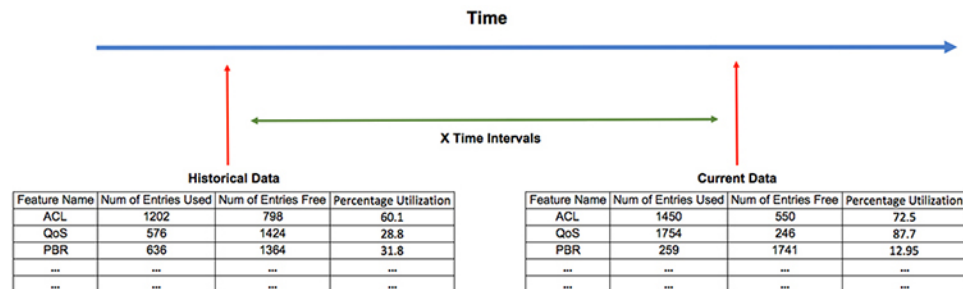 Time
X Time Intervals
Historical Data
Feature Name Num of Entries Used Num of Entries Free Percentage Utilization
ACL 1202 798 60.1
QoS 576 1424 28.8
PBR 636 1364 31.8
... ... ... ...
... ... ... ...
Current Data
Feature Name Num of Entries Used Num of Entries Free Percentage Utilization
ACL 1450 550 72.5
QoS 1754 246 87.7
PBR 259 1741 12.95
... ... ... ...
... ... ... ...